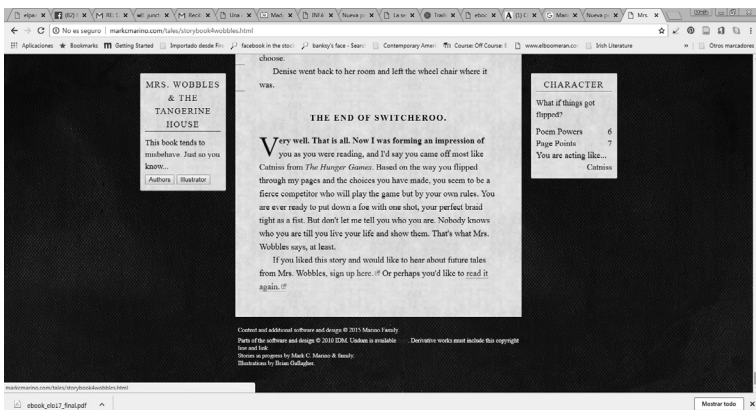 No es seguro | markcmarino.com/tales/storybook4wobbles.html
Aplicaciones Bookmarks Getting Started Importado desde Fire facebook in the stoc banksy's face - Searc Contemporary Amer Course: Off Course: I www.elboomeran.co Irish Literature » Otros marcadores
choose.
Denise went back to her room and left the wheel chair where it
was.
MRS. WOBBLES
& THE
TANGERINE
HOUSE
This book tends to
misbehave. Just so you
know...
Authors Illustrator
THE END OF SWITCHEROO.
Very well. That is all. Now I was forming an impression of
you as you were reading, and I'd say you came off most like
Catniss from The Hunger Games. Based on the way you flipped
through my pages and the choices you have made, you seem to be a
fierce competitor who will play the game but by your own rules. You
are ever ready to put down a foe with one shot, your perfect braid
tight as a fist. But don't let me tell you who you are. Nobody knows
who you are till you live your life and show them. That's what Mrs.
Wobbles says, at least.
If you liked this story and would like to hear about future tales
from Mrs. Wobbles, sign up here. Or perhaps you'd like to read it
again.
CHARACTER
What if things got
flipped?
Poem Powers 6
Page Points 7
You are acting like...
Catniss
Content and additional software and design © 2015 Marino Family.
Parts of the software and design © 2010 IDM. Undum is available . Derivative works must include this copyright
line and link.
Stories in progress by Mark C. Marino & family.
Illustrations by Brian Gallagher.
markcmarino.com/tales/storybook4wobbles.html
ebook_elo17_final.pdf
Mostrar todo